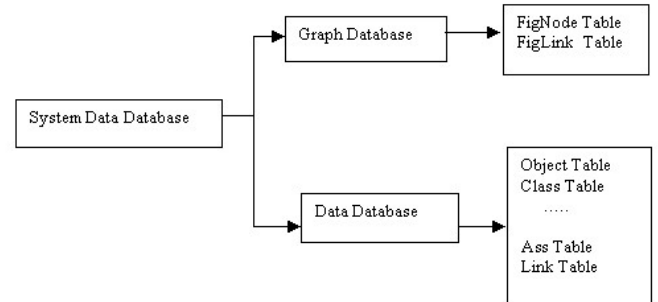 Graph Database
FigNode Table
FigLink Table
System Data Database
Object Table
Class Table
.....
Ass Table
Link Table
Data Database